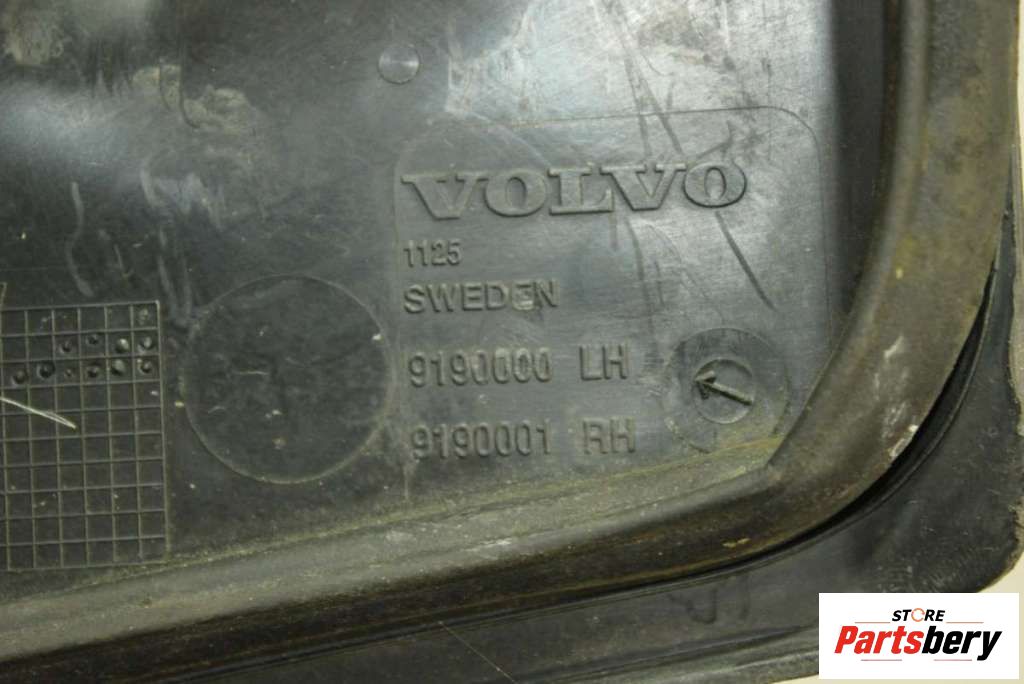 VOLVO
1125
SWEDEN
9190000 LH
9190001 RH
STORE
Partsbery